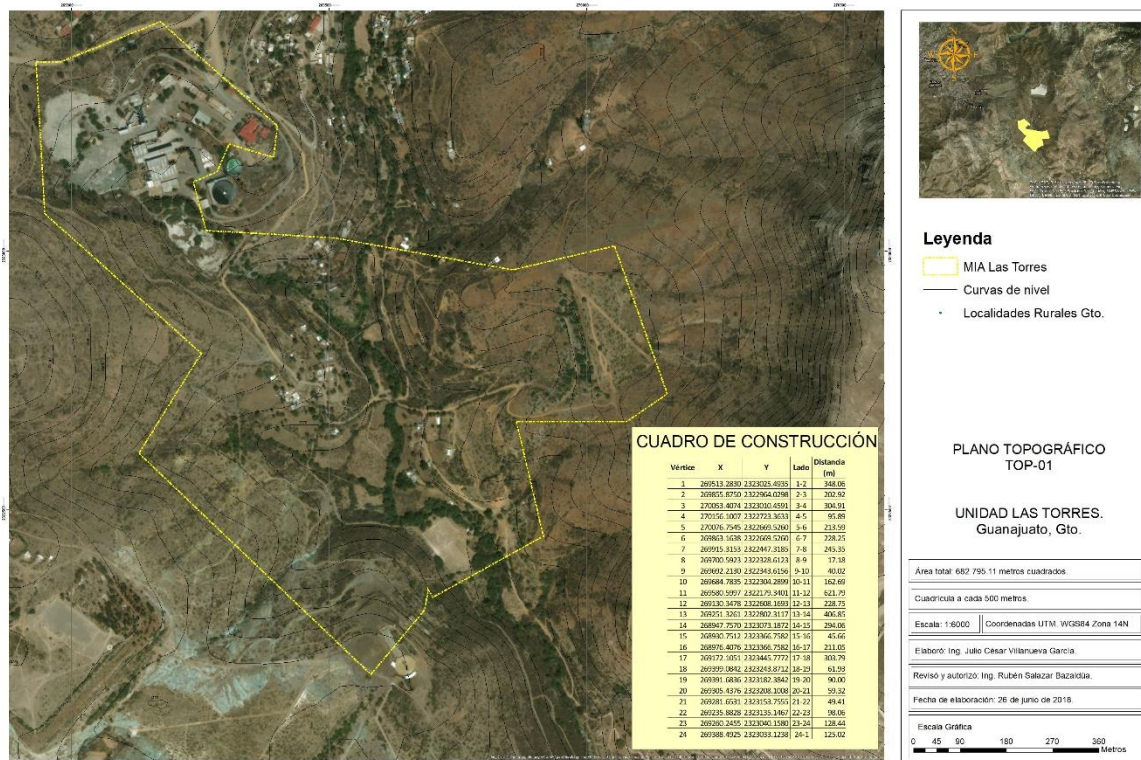 Leyenda
MIA Las Torres
Curvas de nivel
Localidades Rurales Gto.
PLANO TOPOGRÁFICO
TOP-01
UNIDAD LAS TORRES.
Guanajuato, Gto.
Área total: 682 795.11 metros cuadrados.
Cuadrícula a cada 500 metros.
Escala: 1:6000 Coordenadas UTM. WGS84 Zona 14N
Elaboró: Ing. Julio César Villanueva García.
Revisó y autorizó: Ing. Rubén Salazar Bazaldúa.
Fecha de elaboración: 26 de junio de 2018.
Escala Gráfica
0 45 90 180 270 360
Metros
CUADRO DE CONSTRUCCIÓN
Vértice X Y Lado Distancia
(m)
1 269513.2830 2323025.4935 1-2 348.06
2 269855.8750 2322964.0298 2-3 202.92
3 270053.4074 2323010.4591 3-4 304.91
4 270156.1007 2322723.3633 4-5 95.89
5 270076.7545 2322669.5260 5-6 213.59
6 269863.1638 2322669.5260 6-7 228.25
7 269915.3153 2322447.3185 7-8 245.35
8 269700.5923 2322328.6123 8-9 17.18
9 269692.2130 2322343.6156 9-10 40.02
10 269684.7835 2322304.2899 10-11 162.69
11 269580.5997 2322179.3401 11-12 621.79
12 269130.3478 2322608.1693 12-13 228.75
13 269251.3261 2322802.3117 13-14 406.85
14 268947.7570 2323073.1872 14-15 294.06
15 268930.7512 2323366.7582 15-16 45.66
16 268976.4076 2323366.7582 16-17 211.05
17 269172.1051 2323445.7772 17-18 303.79
18 269399.0842 2323243.8712 18-19 61.93
19 269391.6836 2323182.3842 19-20 90.00
20 269305.4376 2323208.1008 20-21 59.32
21 269281.6531 2323153.7555 21-22 49.41
22 269235.8828 2323135.1467 22-23 98.06
23 269260.2455 2323040.1580 23-24 128.44
24 269388.4925 2323033.1238 24-1 125.02